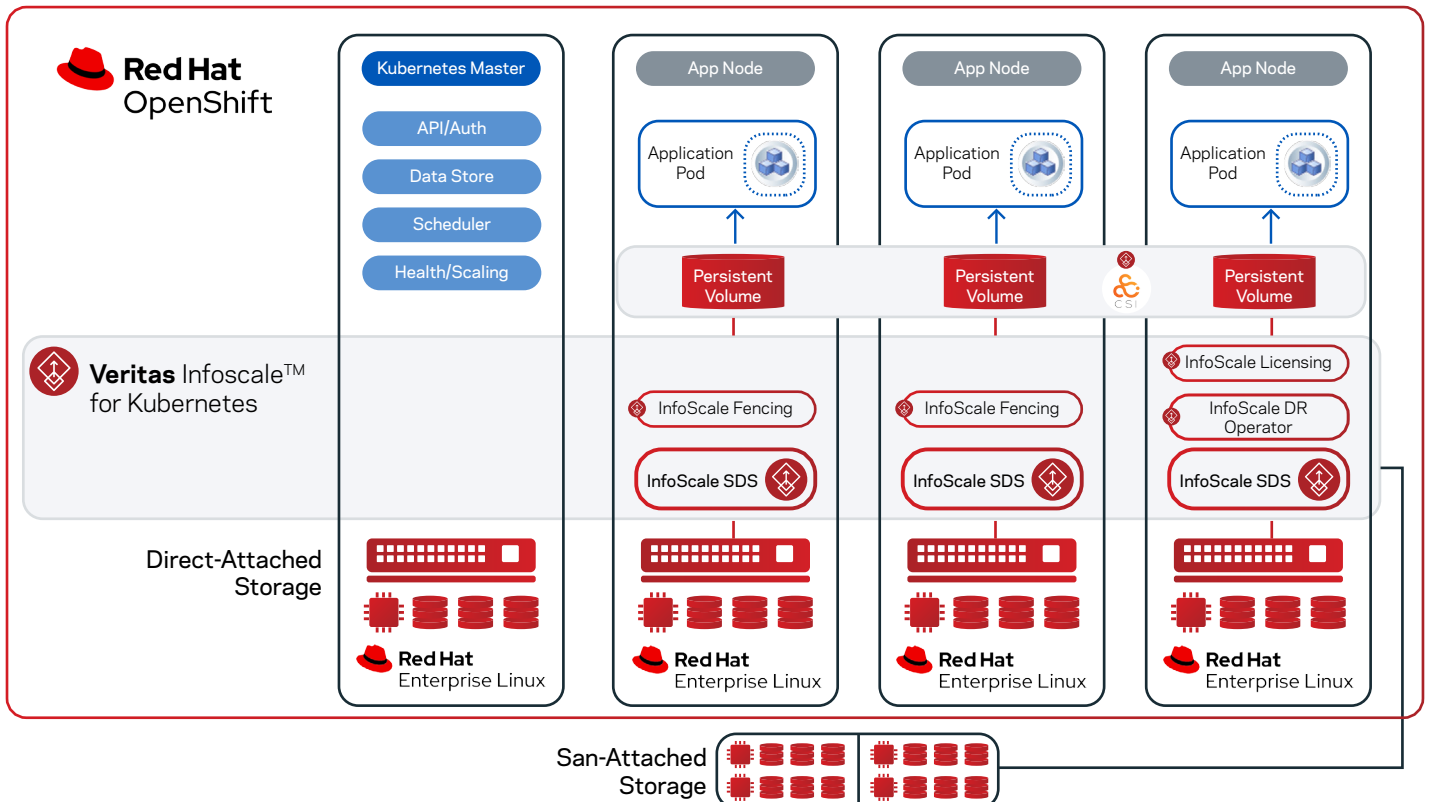 Red Hat
OpenShift
Kubernetes Master
API/Auth
Data Store
Scheduler
Health/Scaling
App Node
Application
Pod
App Node
Application
Pod
App Node
Application
Pod
Persistent
Volume
Persistent
Volume
CSI
Persistent
Volume
Veritas Infoscale™
for Kubernetes
InfoScale Fencing
InfoScale SDS
InfoScale Fencing
InfoScale SDS
InfoScale Licensing
InfoScale DR
Operator
InfoScale SDS
Direct-Attached
Storage
Red Hat
Enterprise Linux
Red Hat
Enterprise Linux
Red Hat
Enterprise Linux
Red Hat
Enterprise Linux
San-Attached
Storage